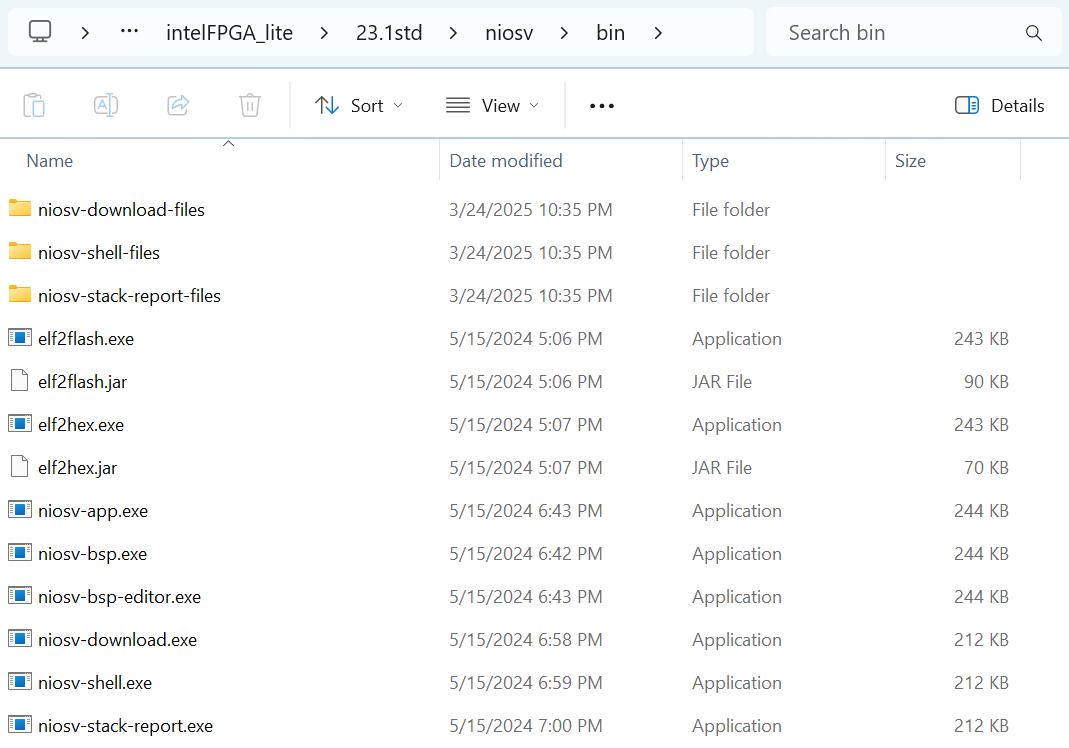 ... intelFPGA_lite 23.1std niosv bin Search bin
Sort View ... Details
Name Date modified Type Size
niosv-download-files 3/24/2025 10:35 PM File folder
niosv-shell-files 3/24/2025 10:35 PM File folder
niosv-stack-report-files 3/24/2025 10:35 PM File folder
elf2flash.exe 5/15/2024 5:06 PM Application 243 KB
elf2flash.jar 5/15/2024 5:06 PM JAR File 90 KB
elf2hex.exe 5/15/2024 5:07 PM Application 243 KB
elf2hex.jar 5/15/2024 5:07 PM JAR File 70 KB
niosv-app.exe 5/15/2024 6:43 PM Application 244 KB
niosv-bsp.exe 5/15/2024 6:42 PM Application 244 KB
niosv-bsp-editor.exe 5/15/2024 6:43 PM Application 244 KB
niosv-download.exe 5/15/2024 6:58 PM Application 212 KB
niosv-shell.exe 5/15/2024 6:59 PM Application 212 KB
niosv-stack-report.exe 5/15/2024 7:00 PM Application 212 KB